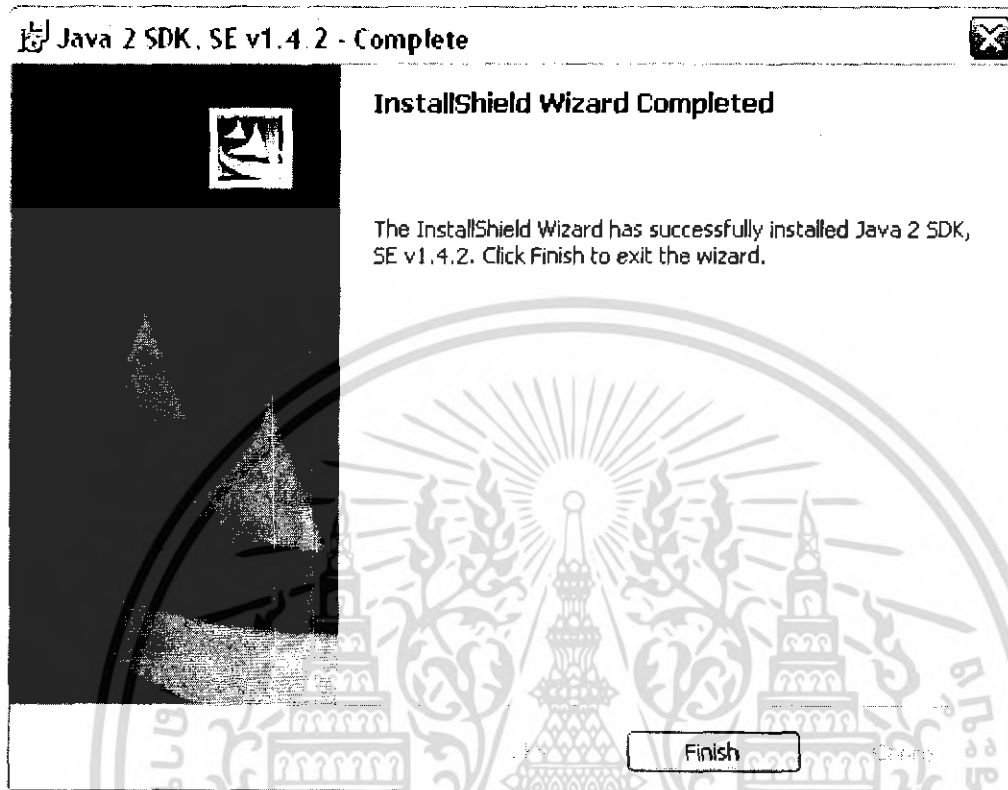 Java 2 SDK, SE v1.4.2 - Complete
InstallShield Wizard Completed
The InstallShield Wizard has successfully installed Java 2 SDK,
SE v1.4.2. Click Finish to exit the wizard.
Finish